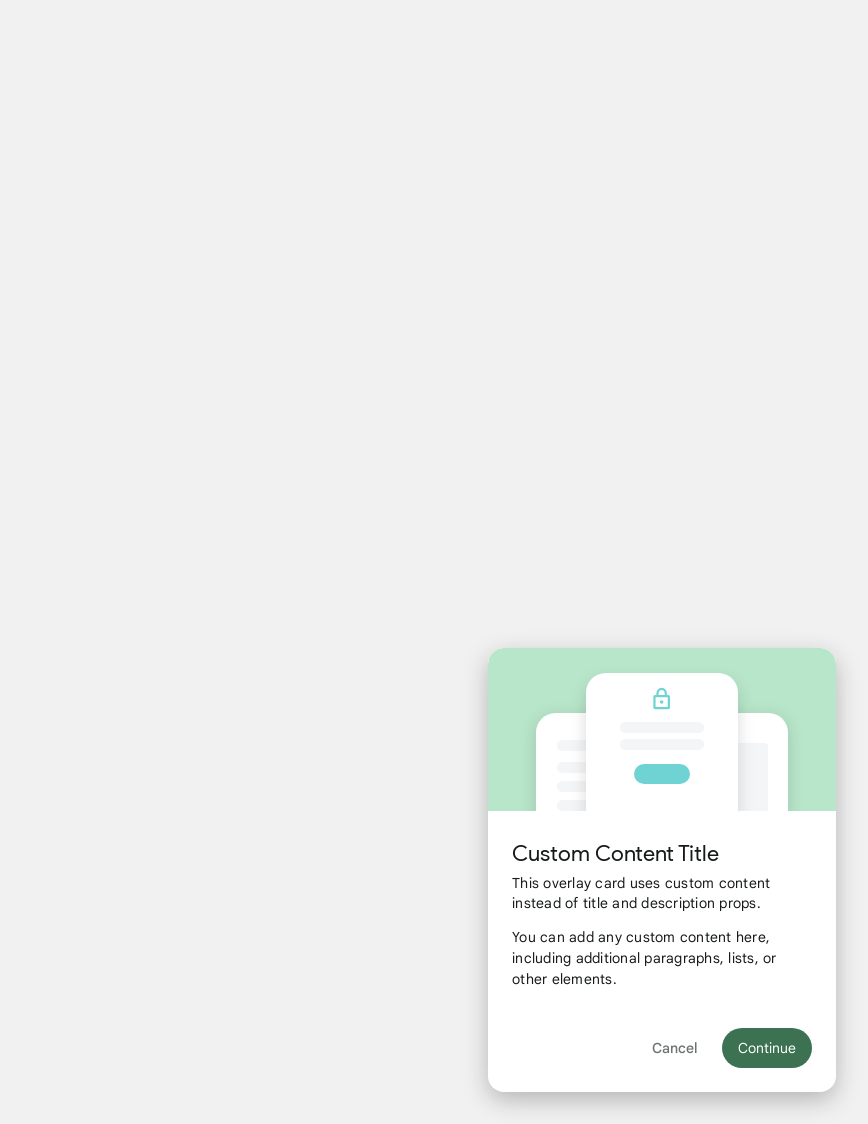 Custom Content Title
This overlay card uses custom content
instead of title and description props.
You can add any custom content here,
including additional paragraphs, lists, or
other elements.
Cancel
Continue